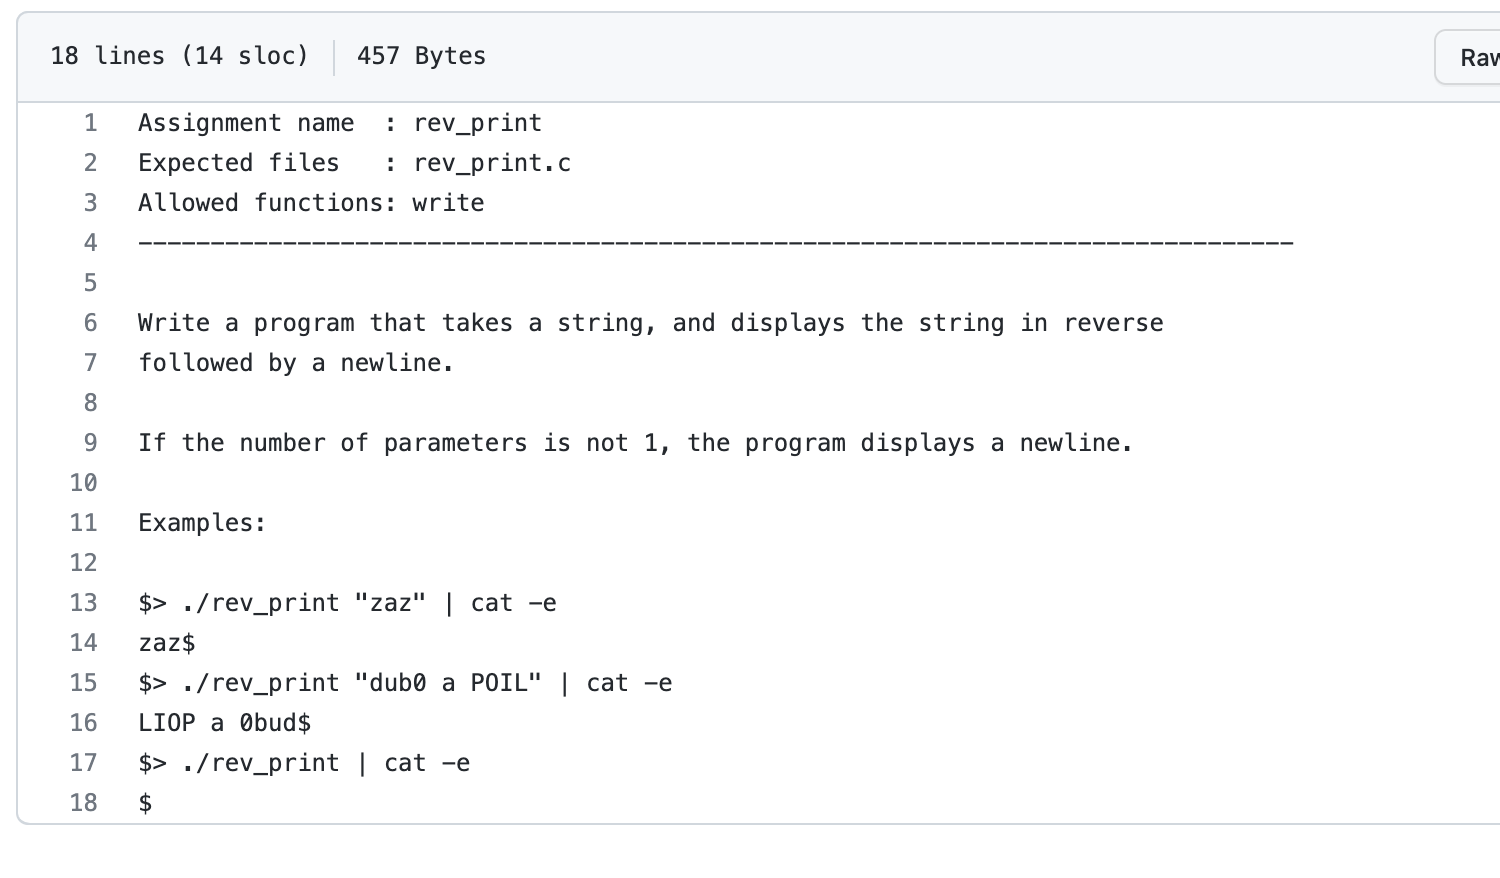 18 lines (14 sloc) 457 Bytes
Raw
1 Assignment name  : rev_print
2 Expected files   : rev_print.c
3 Allowed functions: write
4 --------------------------------------------------------------------------------
5
6 Write a program that takes a string, and displays the string in reverse
7 followed by a newline.
8
9 If the number of parameters is not 1, the program displays a newline.
10
11 Examples:
12
13 $> ./rev_print "zaz" | cat -e
14 zaz$
15 $> ./rev_print "dub0 a POIL" | cat -e
16 LIOP a 0bud$
17 $> ./rev_print | cat -e
18 $